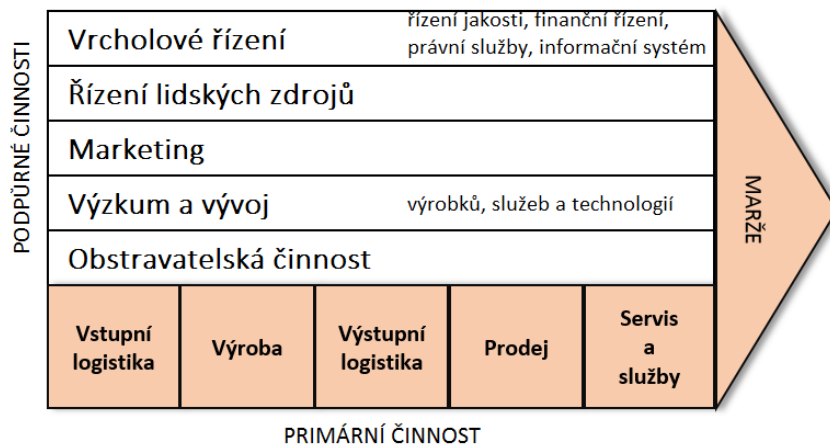 PODPŮRNÉ ČINNOSTI
Vrcholové řízení
řízení jakosti, finanční řízení,
právní služby, informační systém
Řízení lidských zdrojů
Marketing
Výzkum a vývoj
výrobků, služeb a technologií
Obstravatelská činnost
MARŽE
Vstupní
logistika
Výroba
Výstupní
logistika
Prodej
Servis
a
služby
PRIMÁRNÍ ČINNOST